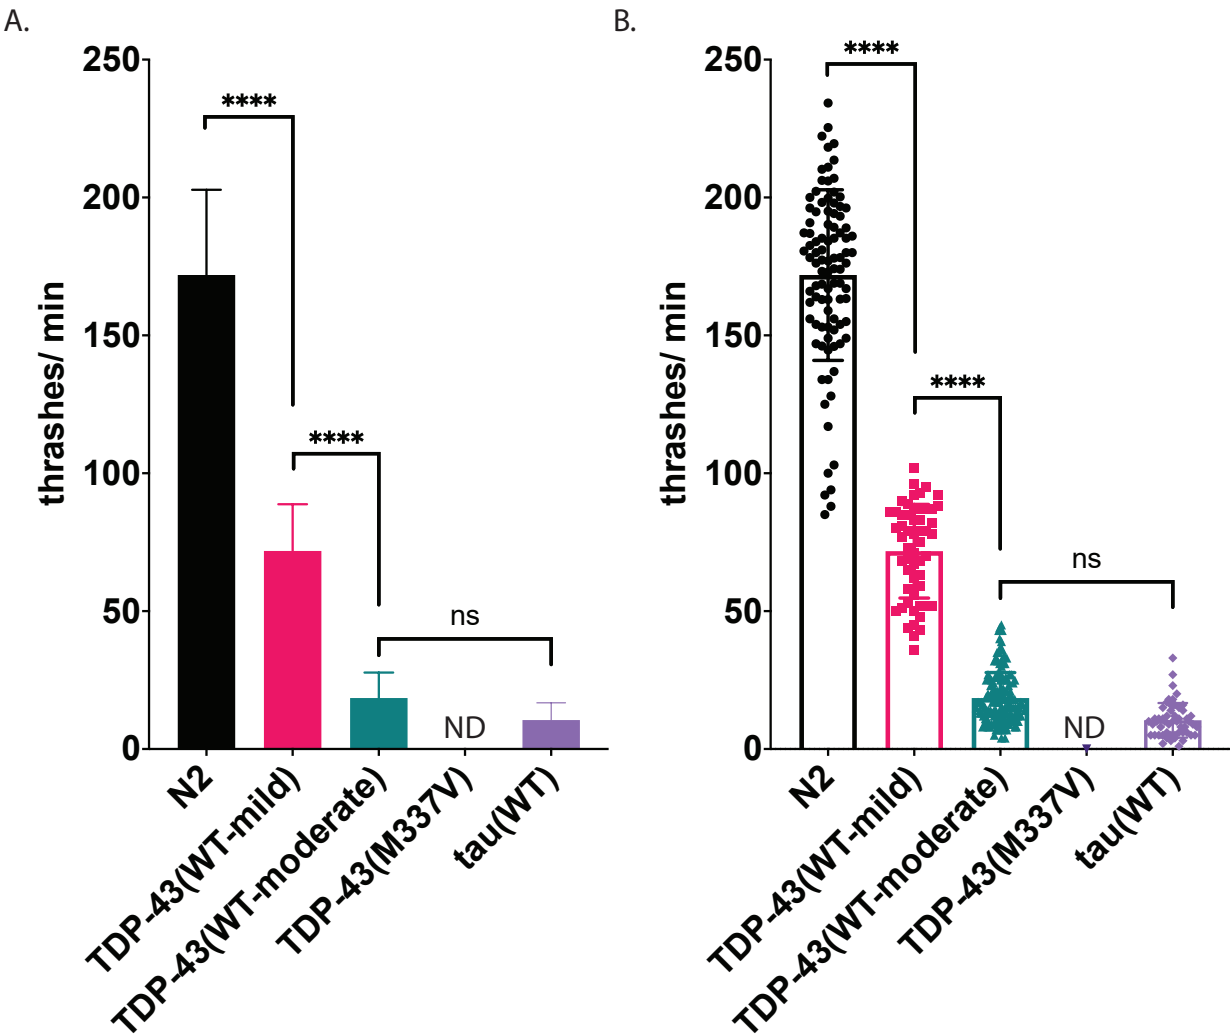 A.
thrashes/ min
250
200
150
100
50
0
****
****
ns
ND
N2
TDP-43(WT-mild)
TDP-43(WT-moderate)
TDP-43(M337V)
tau(WT)
B.
thrashes/ min
250
200
150
100
50
0
****
****
ns
ND
N2
TDP-43(WT-mild)
TDP-43(WT-moderate)
TDP-43(M337V)
tau(WT)